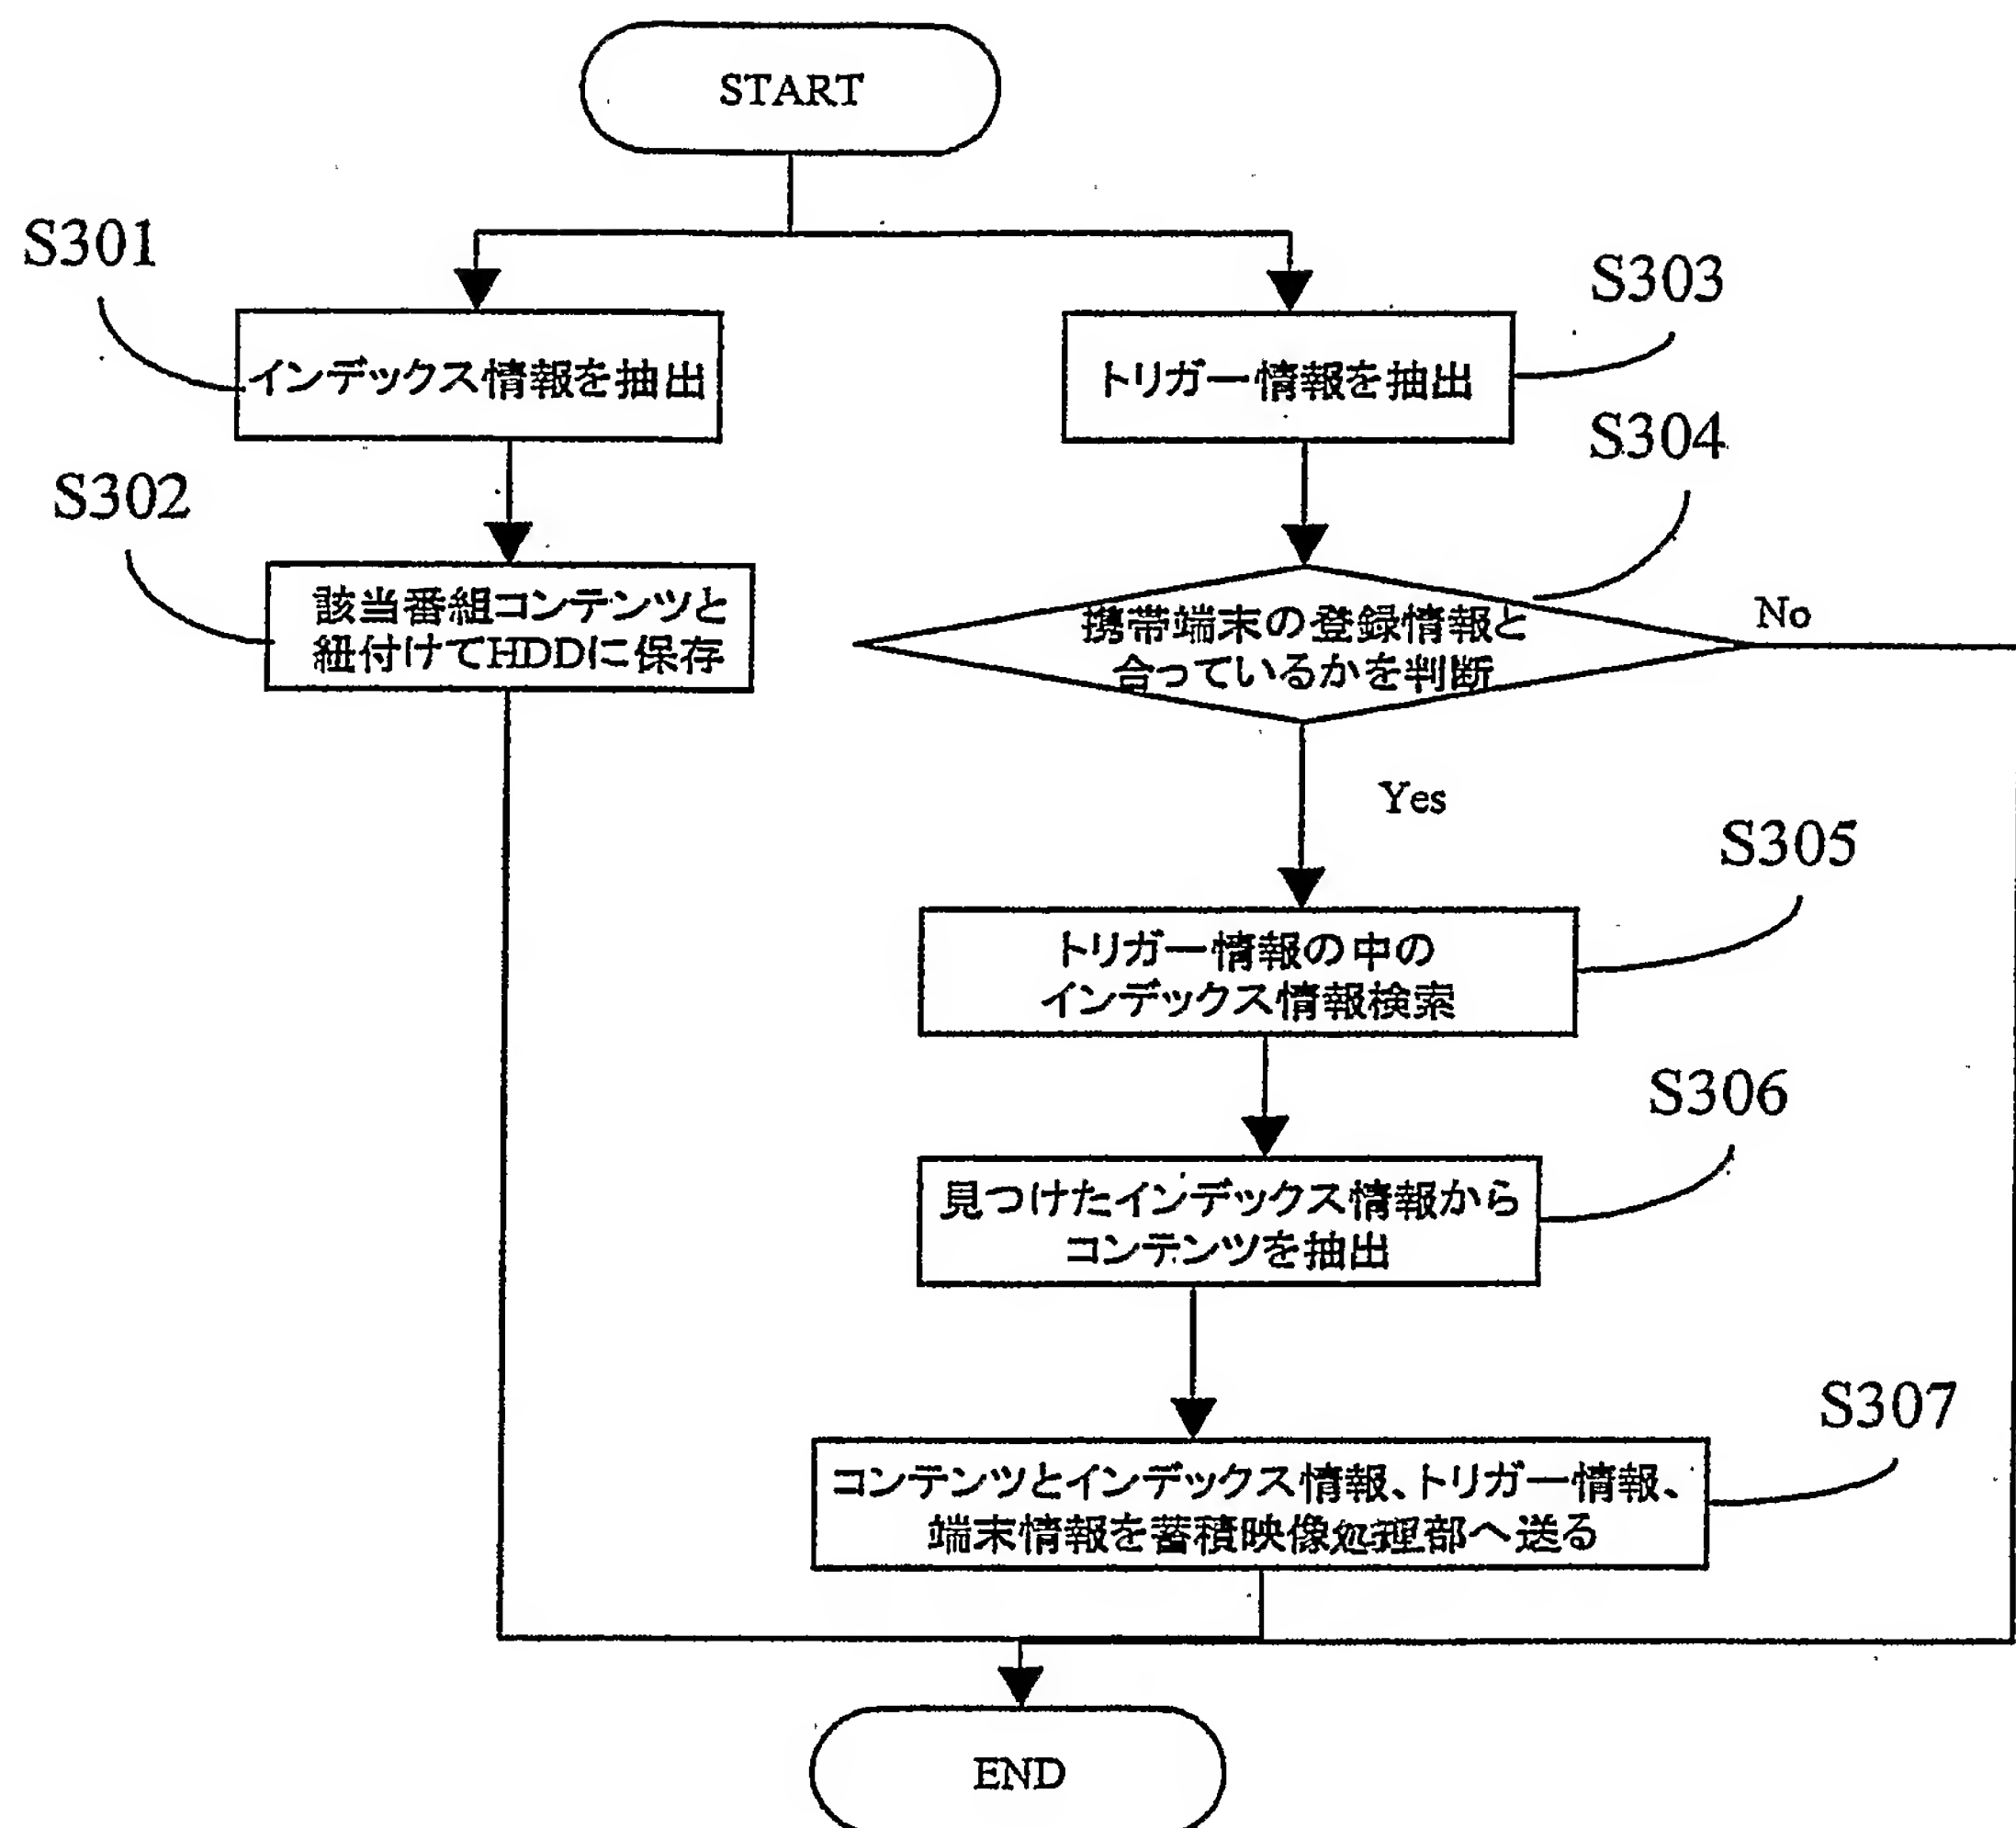 START
S301
インデックス情報を抽出
S302
該当番組コンテンツと
紐付けてHDDに保存
S303
トリガー情報を抽出
S304
携帯端末の登録情報と
合っているかを判断
No
Yes
S305
トリガー情報の中の
インデックス情報検索
S306
見つけたインデックス情報から
コンテンツを抽出
S307
コンテンツとインデックス情報、トリガー情報、
端末情報を蓄積映像処理部へ送る
END